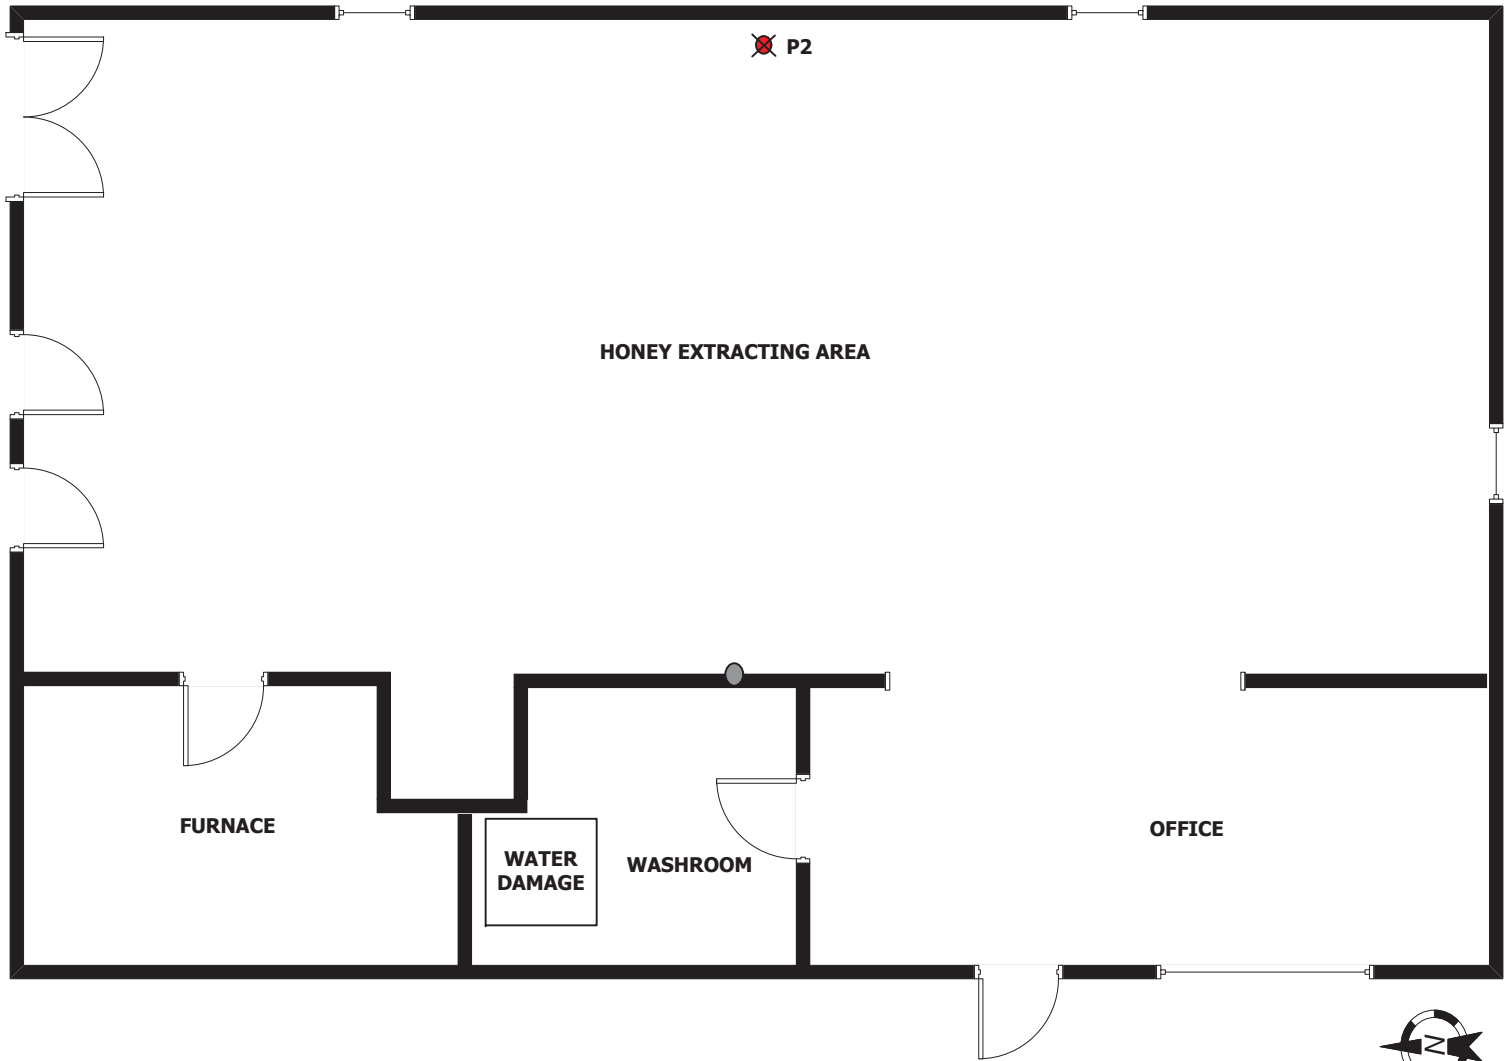 P2
HONEY EXTRACTING AREA
FURNACE
OFFICE
WATER
DAMAGE
WASHROOM
N